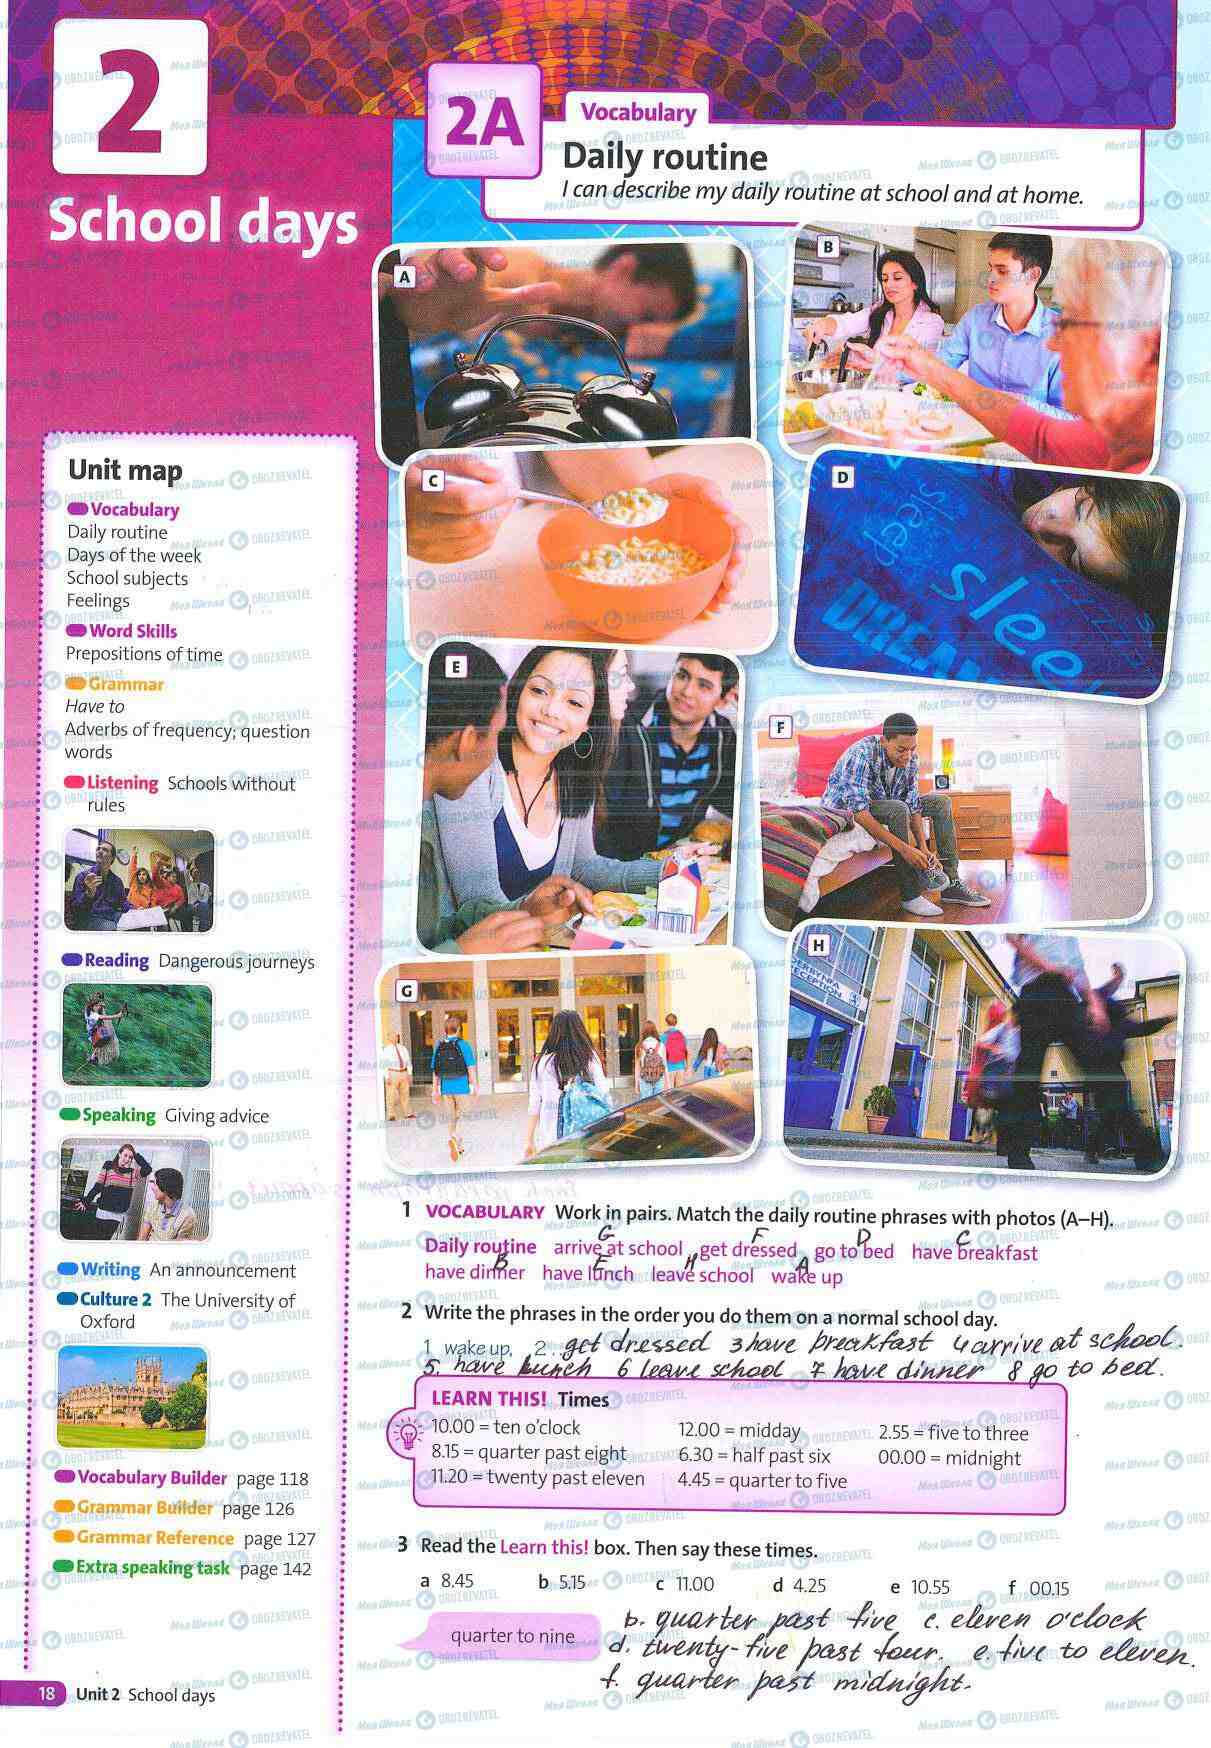 2
School days
2A
Vocabulary
Daily routine
I can describe my daily routine at school and at home.
A
B
C
D
sleep
sleep
DREAM
E
F
G
H
RECEPTION
Unit map
Vocabulary
Daily routine
Days of the week
School subjects
Feelings
Word Skills
Prepositions of time
Grammar
Have to
Adverbs of frequency; question
words
Listening Schools without
rules
Reading Dangerous journeys
Speaking Giving advice
Writing An announcement
Culture 2 The University of
Oxford
Vocabulary Builder page 118
Grammar Builder page 126
Grammar Reference page 127
Extra speaking task page 142
18 Unit 2 School days
1 VOCABULARY Work in pairs. Match the daily routine phrases with photos (A–H).
G F D C
Daily routine arrive at school get dressed go to bed have breakfast
B E H A
have dinner have lunch leave school wake up
2 Write the phrases in the order you do them on a normal school day.
1 wake up, 2 ... get dressed 3 have breakfast 4 arrive at school.
5. have lunch 6 leave school 7 have dinner 8 go to bed.
LEARN THIS! Times
10.00 = ten o'clock 12.00 = midday 2.55 = five to three
8.15 = quarter past eight 6.30 = half past six 00.00 = midnight
11.20 = twenty past eleven 4.45 = quarter to five
3 Read the Learn this! box. Then say these times.
a 8.45 b 5.15 c 11.00 d 4.25 e 10.55 f 00.15
quarter to nine
b. quarter past five c. eleven o'clock
d. twenty-five past four. e. five to eleven.
f. quarter past midnight.
Моя Школа OBOZREVATEL